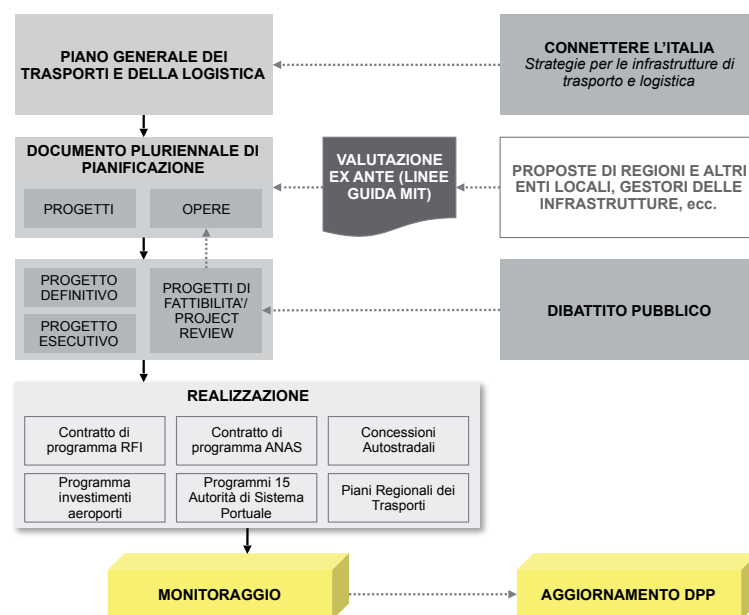 PIANO GENERALE DEI
TRASPORTI E DELLA LOGISTICA
CONNETTERE L'ITALIA
Strategie per le infrastrutture di
trasporto e logistica
DOCUMENTO PLURIENNALE DI
PIANIFICAZIONE
PROGETTI
OPERE
VALUTAZIONE
EX ANTE (LINEE
GUIDA MIT)
PROPOSTE DI REGIONI E ALTRI
ENTI LOCALI, GESTORI DELLE
INFRASTRUTTURE, ecc.
PROGETTO
DEFINITIVO
PROGETTO
ESECUTIVO
PROGETTI DI
FATTIBILITA'/
PROJECT
REVIEW
DIBATTITO PUBBLICO
REALIZZAZIONE
Contratto di
programma RFI
Contratto di
programma ANAS
Concessioni
Autostradali
Programma
investimenti
aeroporti
Programmi 15
Autorità di Sistema
Portuale
Piani Regionali dei
Trasporti
MONITORAGGIO
AGGIORNAMENTO DPP